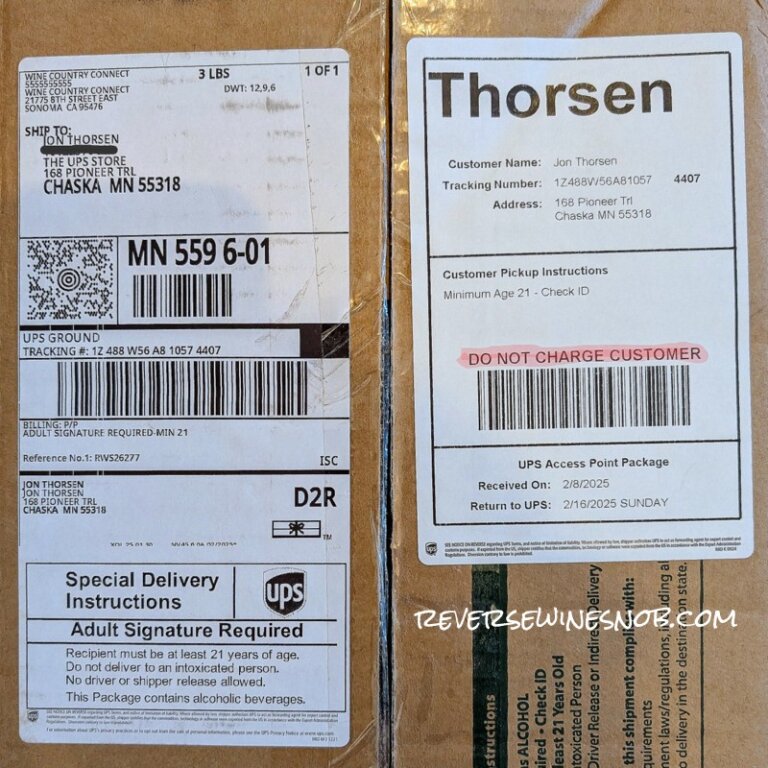 WINE COUNTRY CONNECT
5555555555
WINE COUNTRY CONNECT
21775 8TH STREET EAST
SONOMA CA 95476
3 LBS
1 OF 1
DWT: 12,9,6
SHIP TO:
JON THORSEN
THE UPS STORE
168 PIONEER TRL
CHASKA MN 55318
MN 559 6-01
UPS GROUND
TRACKING #: 1Z 488 W56 A8 1057 4407
BILLING: P/P
ADULT SIGNATURE REQUIRED-MIN 21
Reference No.1: RWS26277
ISC
JON THORSEN
JON THORSEN
168 PIONEER TRL
CHASKA MN 55318
D2R
TM
Special Delivery
Instructions
ups
Adult Signature Required
Recipient must be at least 21 years of age.
Do not deliver to an intoxicated person.
No driver or shipper release allowed.
This Package contains alcoholic beverages.
Thorsen
Customer Name: Jon Thorsen
Tracking Number: 1Z488W56A81057 4407
Address: 168 Pioneer Trl
Chaska MN 55318
Customer Pickup Instructions
Minimum Age 21 - Check ID
DO NOT CHARGE CUSTOMER
UPS Access Point Package
Received On: 2/8/2025
Return to UPS: 2/16/2025 SUNDAY
REVERSEWINESNOB.COM
structions
S ALCOHOL
ired • Check ID
least 21 Years Old
toxicated Person
Driver Release or Indirect Delivery
this shipment complies with:
quirements
ment laws/regulations, including al
o delivery in the destination state.